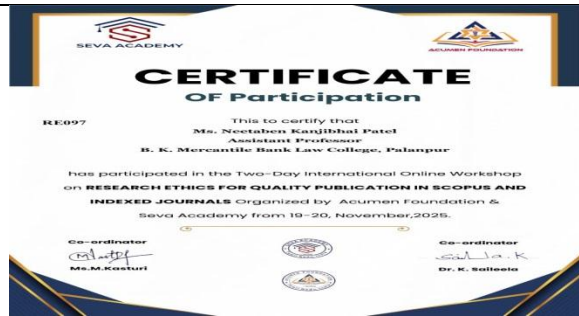 SEVA ACADEMY
ACUMEN FOUNDATION
CERTIFICATE
OF Participation
RE097
This to certify that
Ms. Neetaben Kanjibhai Patel
Assistant Professor
B. K. Mercantile Bank Law College, Palanpur
has participated in the Two-Day International Online Workshop
on RESEARCH ETHICS FOR QUALITY PUBLICATION IN SCOPUS AND
INDEXED JOURNALS Organized by Acumen Foundation &
Seva Academy from 19-20, November,2025.
Co-ordinator
Co-ordinator
Ms.M.Kasturi
Dr. K. Saileela